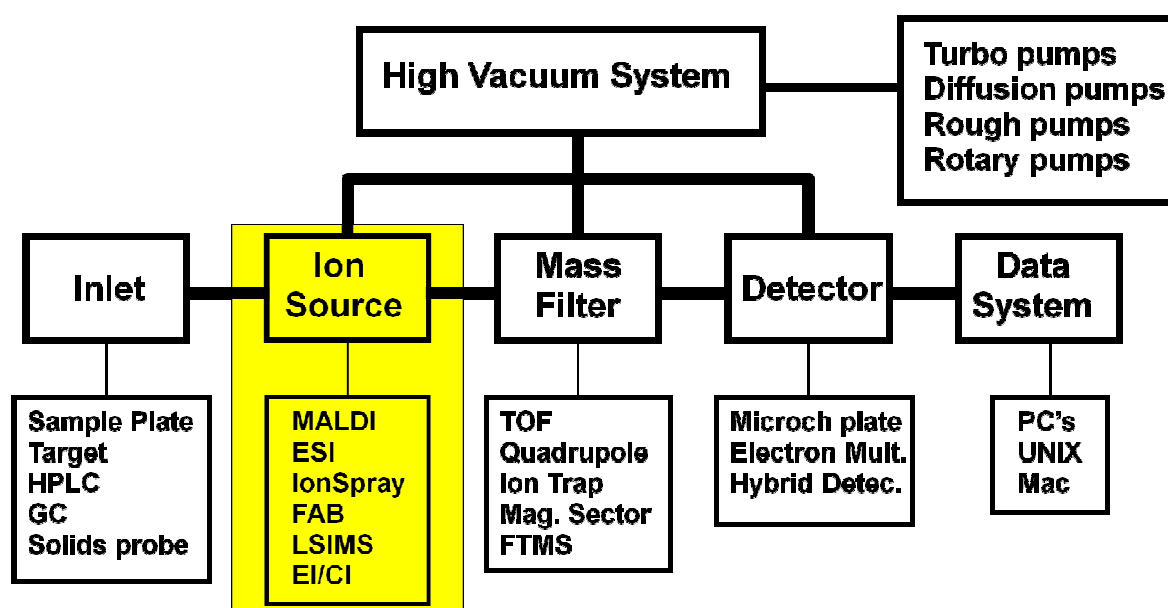 High Vacuum System
Turbo pumps
Diffusion pumps
Rough pumps
Rotary pumps
Inlet
Ion
Source
Mass
Filter
Detector
Data
System
Sample Plate
Target
HPLC
GC
Solids probe
MALDI
ESI
IonSpray
FAB
LSIMS
EI/CI
TOF
Quadrupole
Ion Trap
Mag. Sector
FTMS
Microch plate
Electron Mult.
Hybrid Detec.
PC's
UNIX
Mac